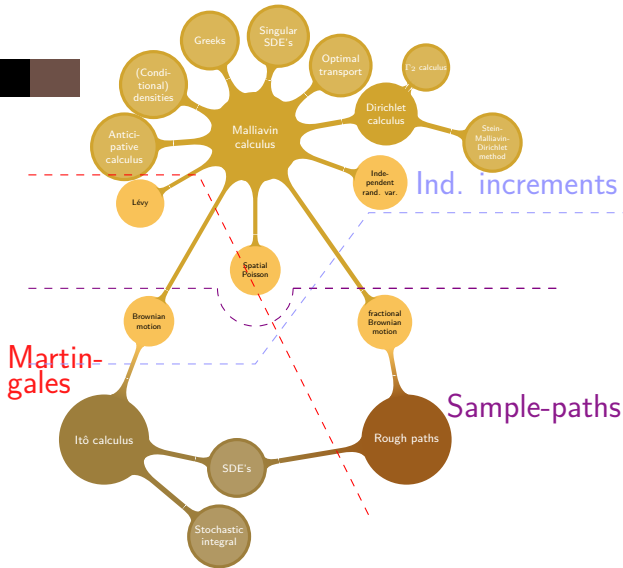 Singular
SDE's
Greeks
Optimal
transport
Γ2 calculus
(Condi-
tional)
densities
Dirichlet
calculus
Malliavin
calculus
Antici-
pative
calculus
Stein-
Malliavin-
Dirichlet
method
Inde-
pendent
rand. var.
Ind. increments
Lévy
Spatial
Poisson
Brownian
motion
fractional
Brownian
motion
Martin-
gales
Sample-paths
Itô calculus
Rough paths
SDE's
Stochastic
integral